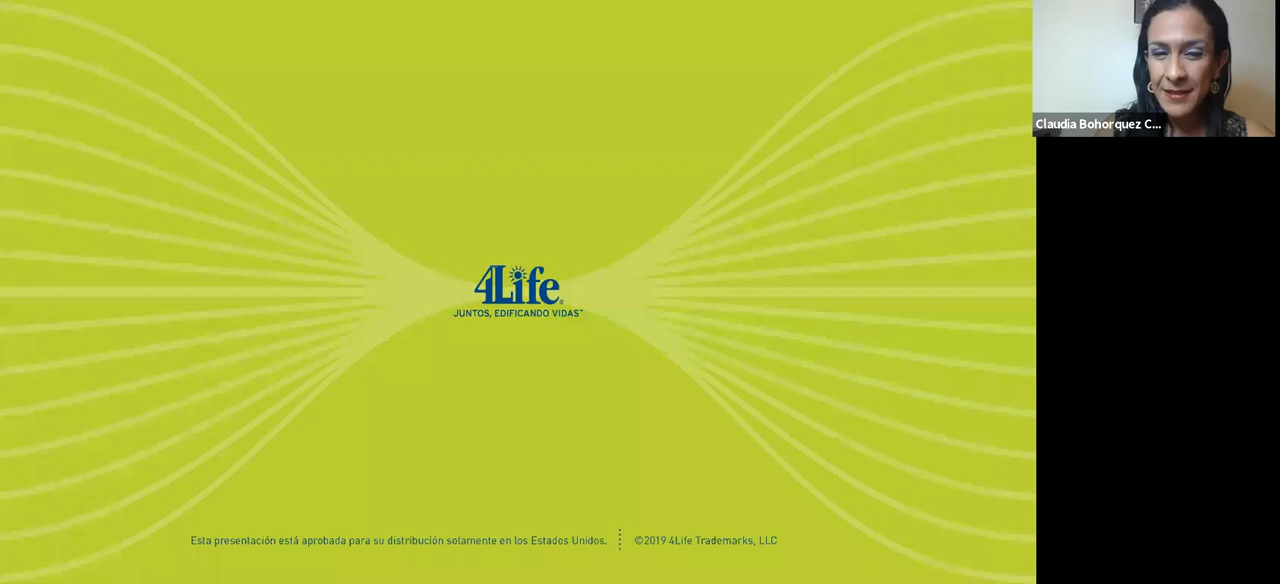 Claudia Bohorquez C...
4Life®
JUNTOS, EDIFICANDO VIDAS™
Esta presentación está aprobada para su distribución solamente en los Estados Unidos.
©2019 4Life Trademarks, LLC